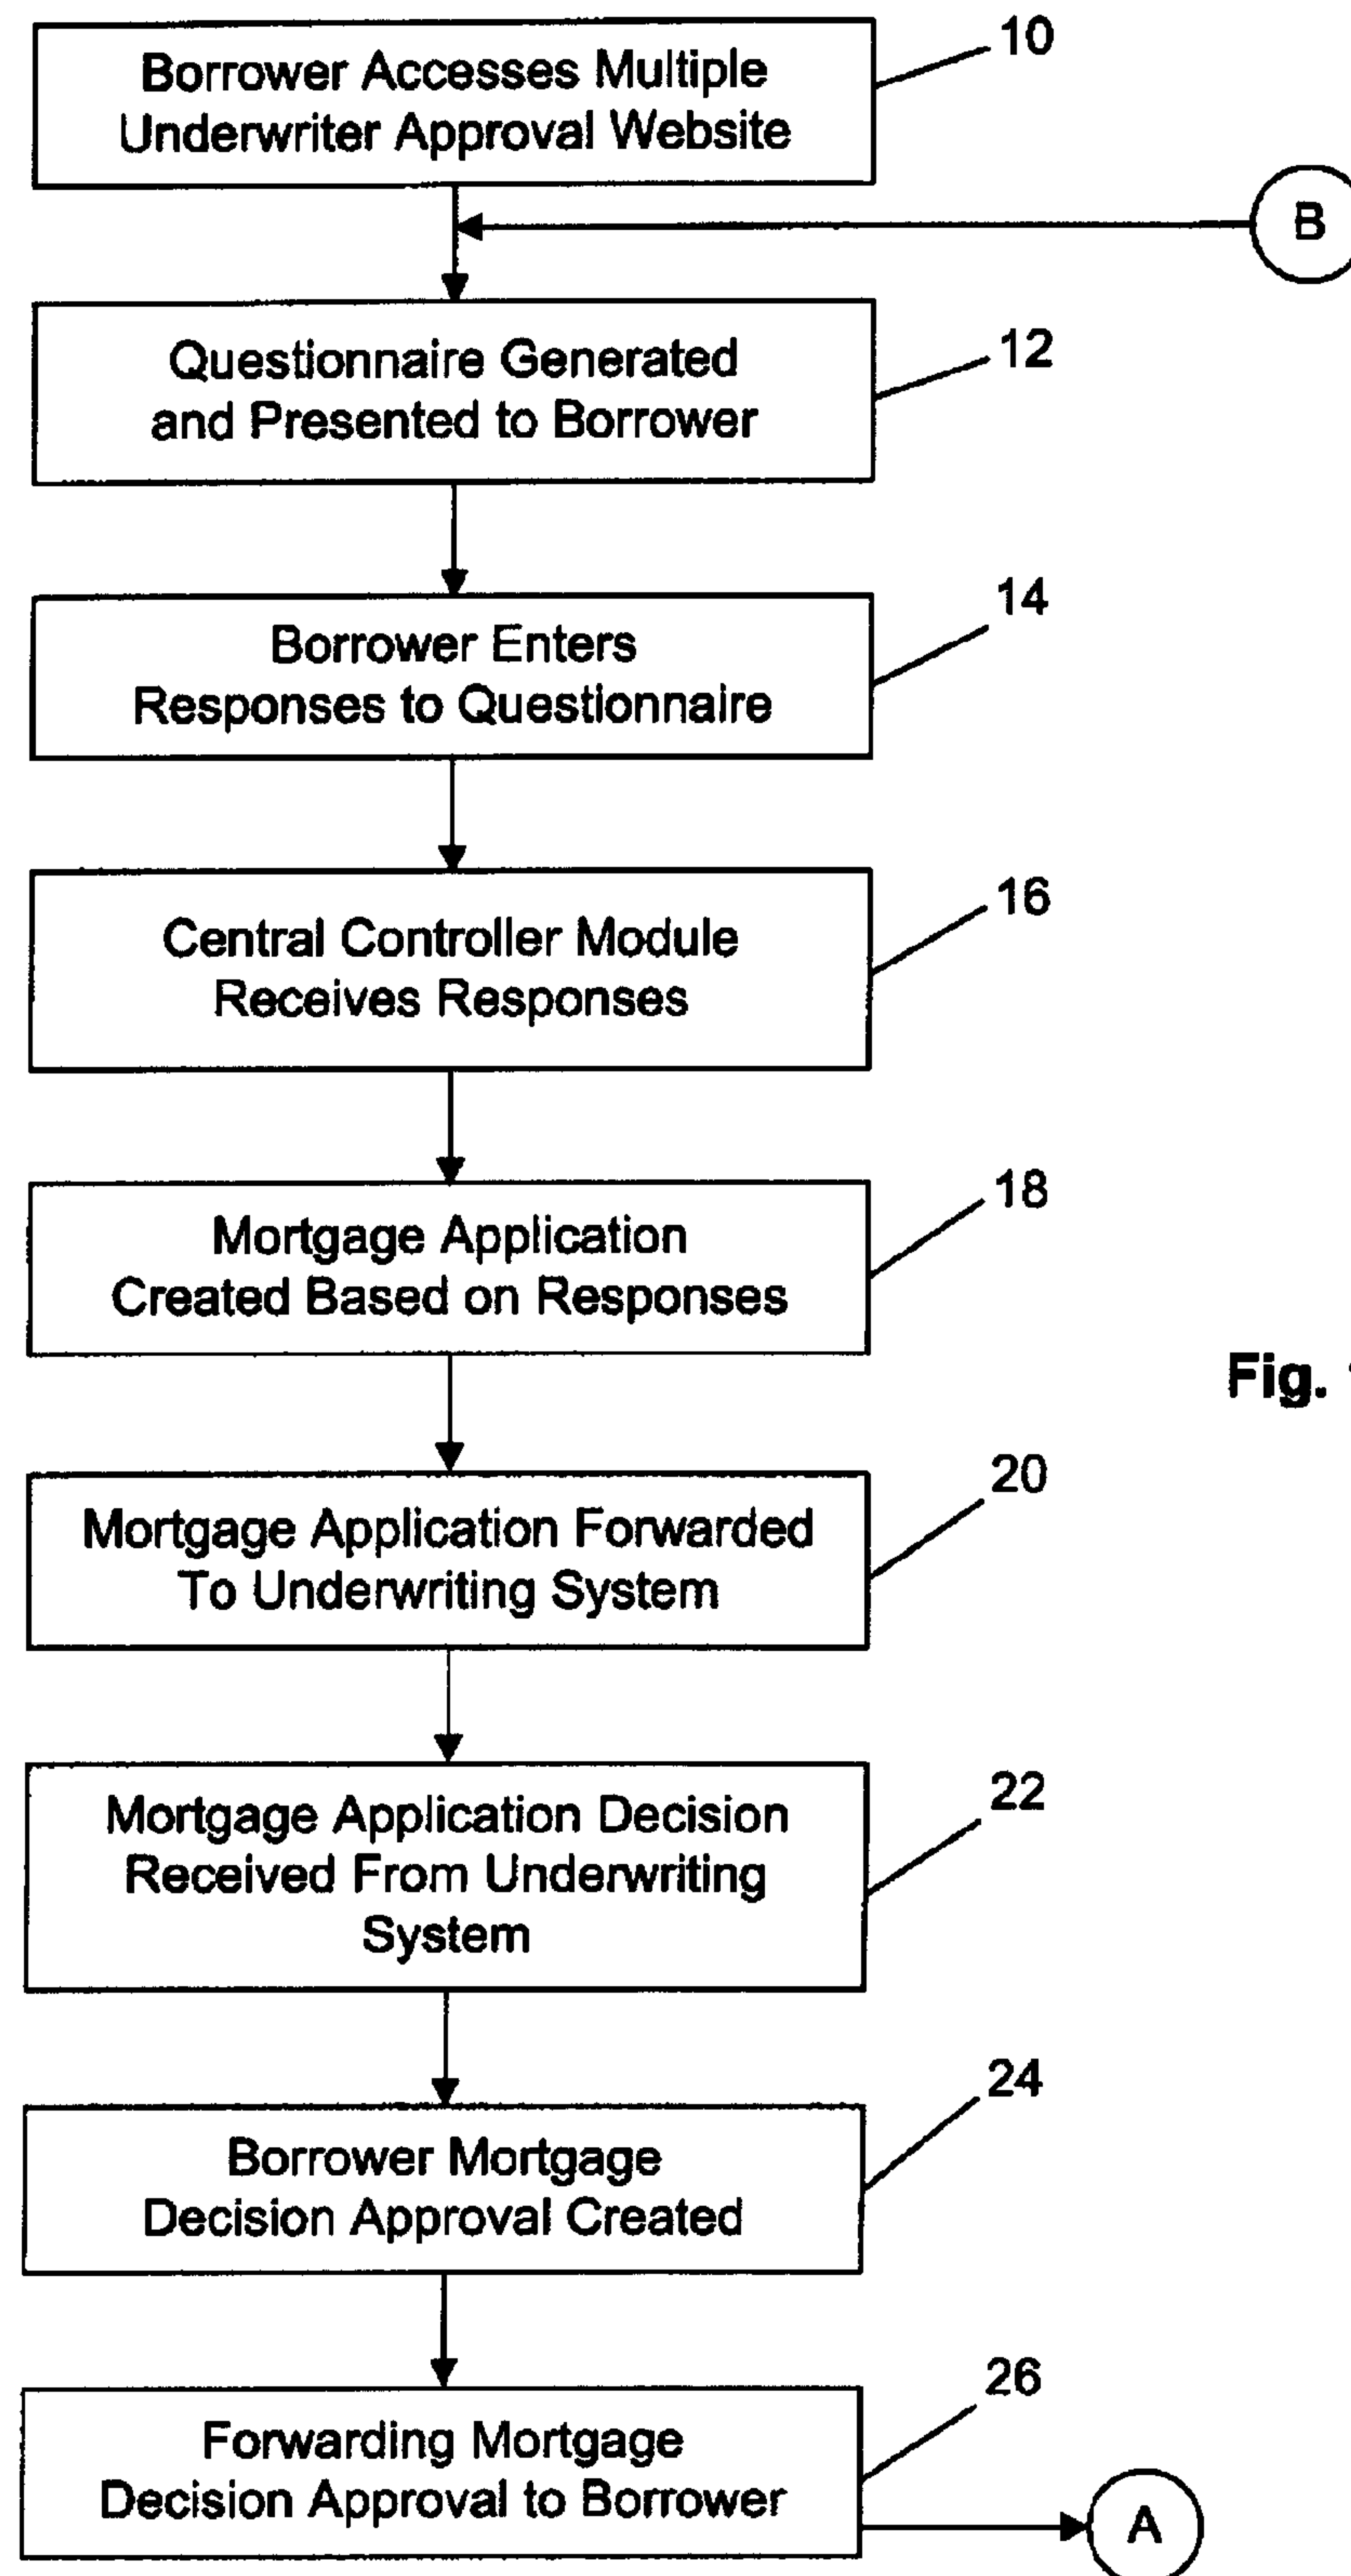 Borrower Accesses Multiple
Underwriter Approval Website
10
B
Questionnaire Generated
and Presented to Borrower
12
Borrower Enters
Responses to Questionnaire
14
Central Controller Module
Receives Responses
16
Mortgage Application
Created Based on Responses
18
Fig.
Mortgage Application Forwarded
To Underwriting System
20
Mortgage Application Decision
Received From Underwriting
System
22
Borrower Mortgage
Decision Approval Created
24
Forwarding Mortgage
Decision Approval to Borrower
26
A